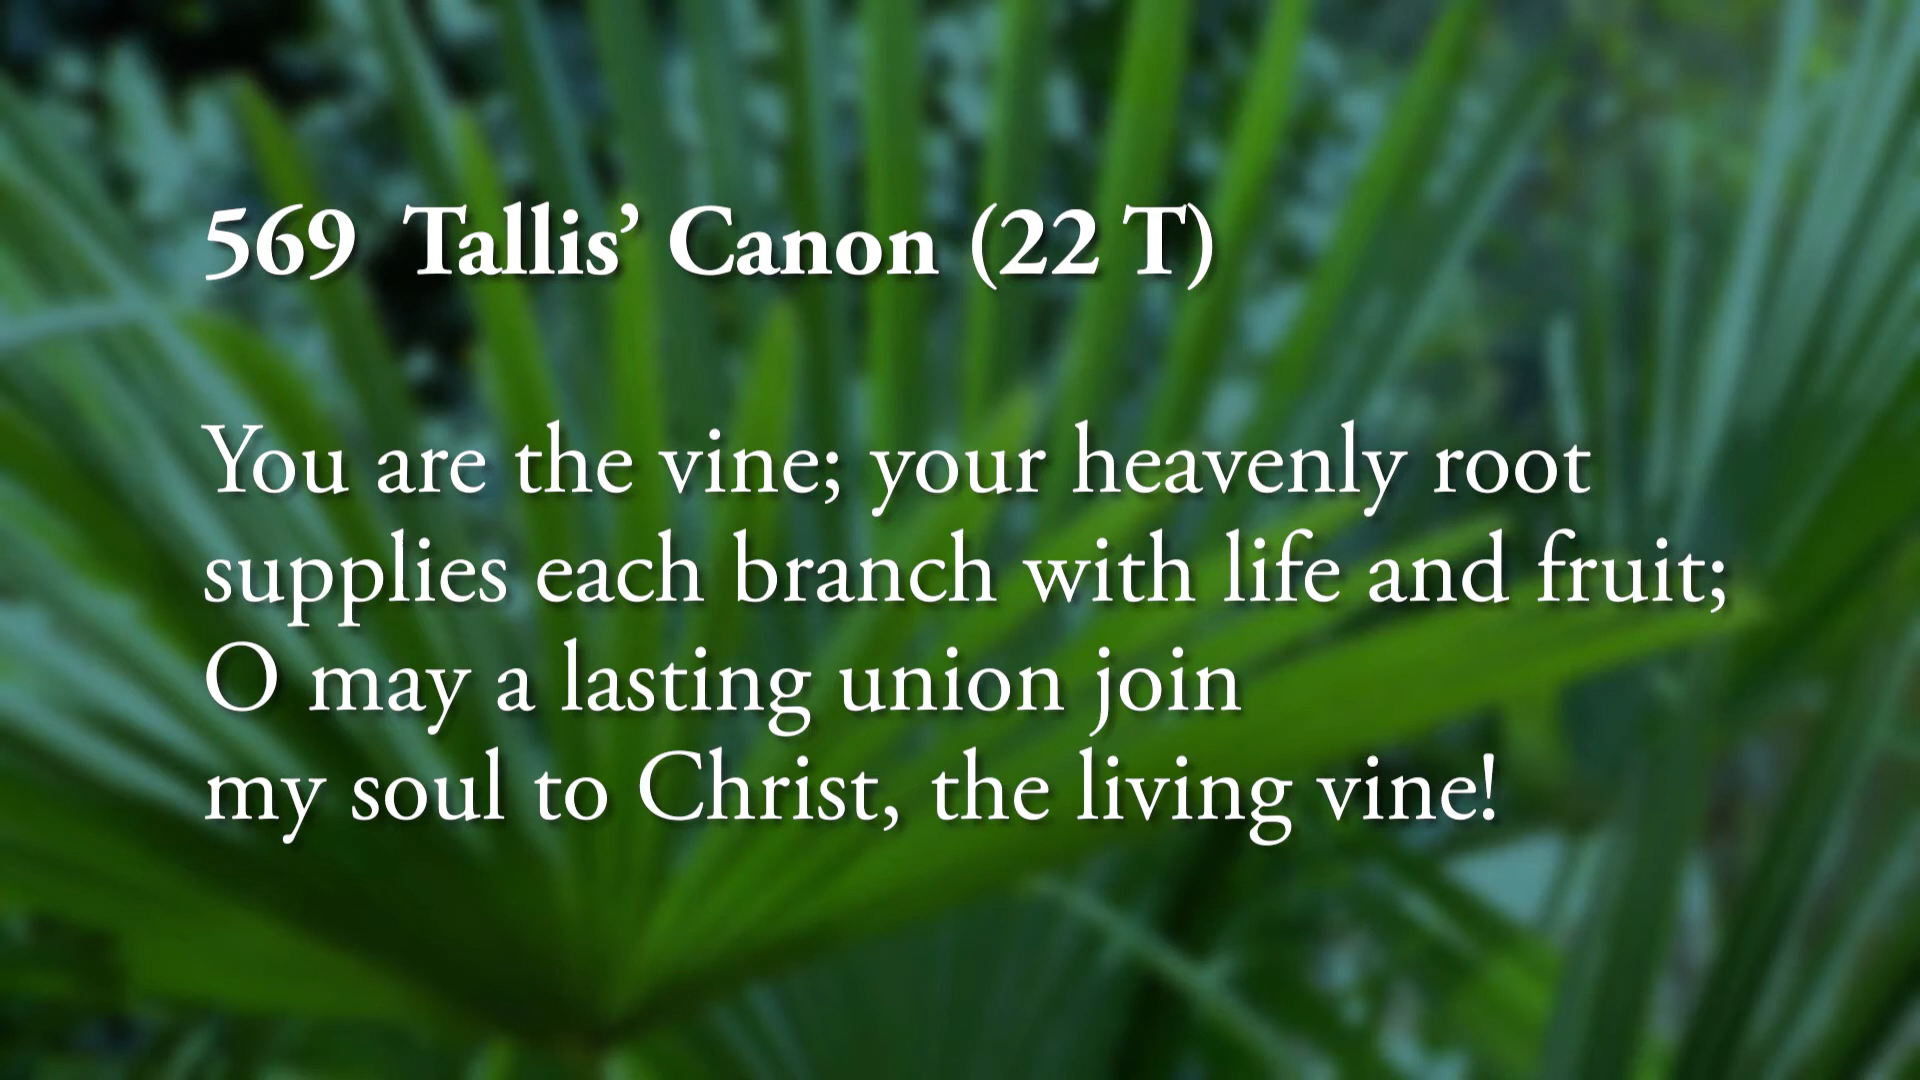 569 Tallis’ Canon (22 T)
You are the vine; your heavenly root
supplies each branch with life and fruit;
O may a lasting union join
my soul to Christ, the living vine!